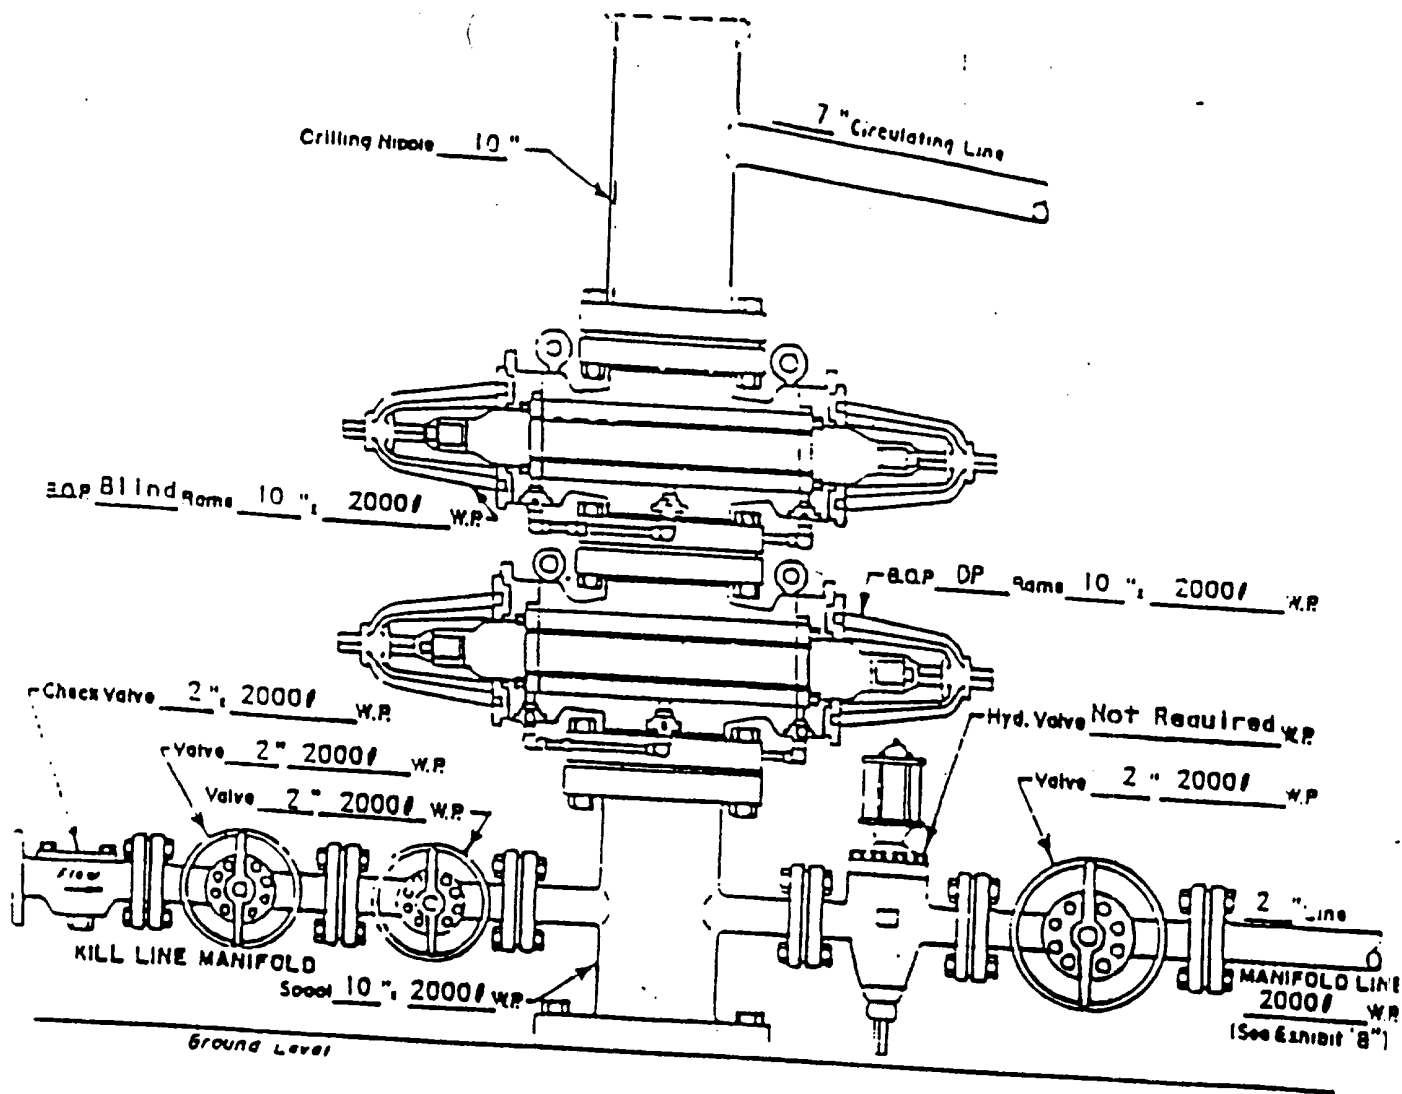 7 "Circulating Line
Crilling Nipple 10 "
B.O.P. Blind Rams 10 "x 2000# W.P.
B.O.P. DP Rams 10 "x 2000# W.P.
Check Valve 2 "x 2000# W.P.
Valve 2 " 2000# W.P.
Valve 2 " 2000# W.P.
Hyd. Valve Not Required W.P.
Valve 2 " 2000# W.P.
Flow
2 "Line
KILL LINE MANIFOLD
Spool 10 "x 2000# W.P.
MANIFOLD LINE
2000# W.P.
(See Exhibit "B")
Ground Level